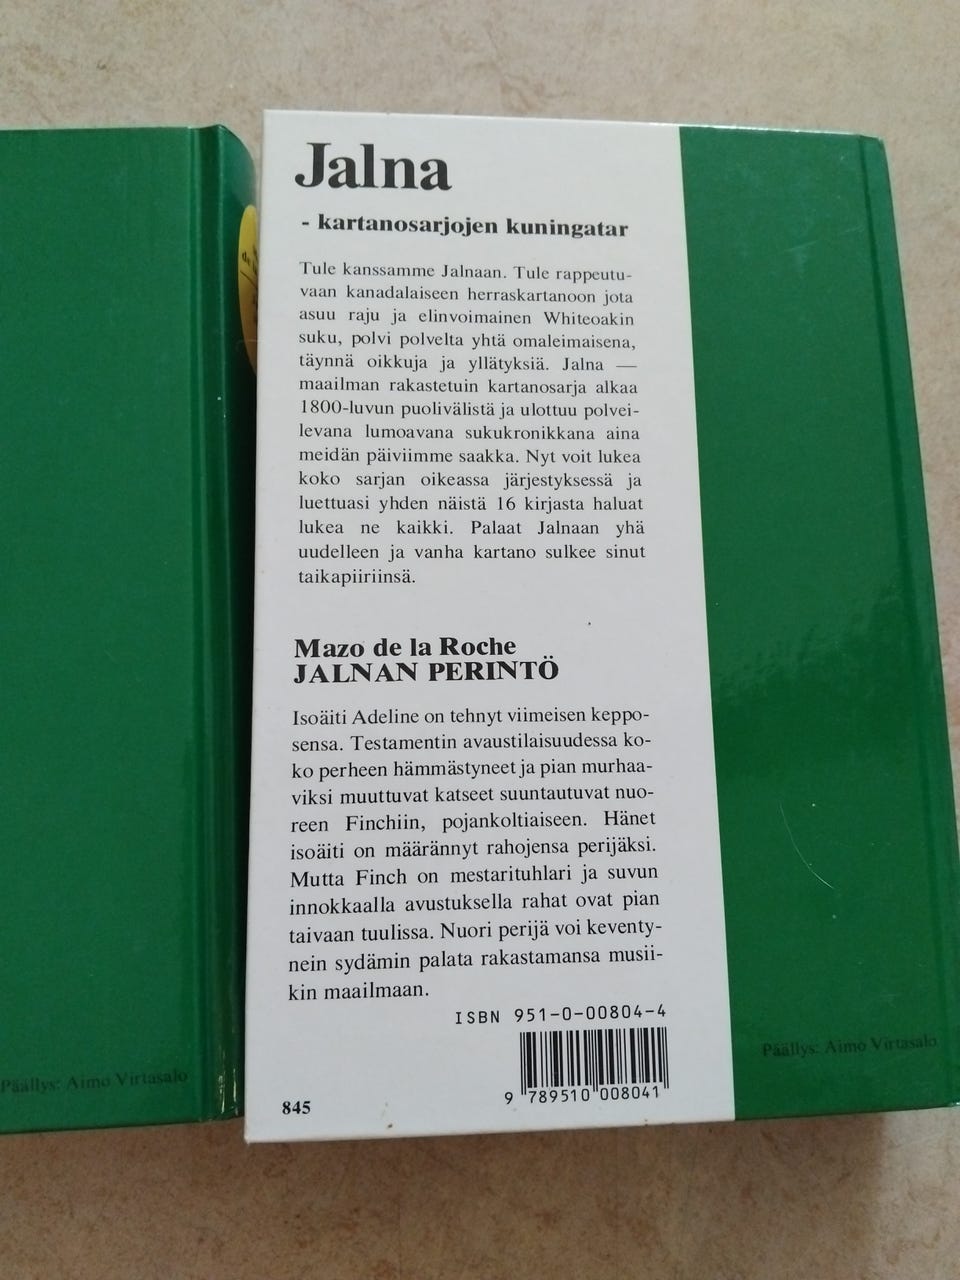 Jalna
- kartanosarjojen kuningatar
Tule kanssamme Jalnaan. Tule rappeutu-
vaan kanadalaiseen herraskartanoon jota
asuu raju ja elinvoimainen Whiteoakin
suku, polvi polvelta yhtä omaleimaisena,
täynnä oikkuja ja yllätyksiä. Jalna —
maailman rakastetuin kartanosarja alkaa
1800-luvun puolivälistä ja ulottuu polvei-
levana lumoavana sukukronikkana aina
meidän päiviimme saakka. Nyt voit lukea
koko sarjan oikeassa järjestyksessä ja
luettuasi yhden näistä 16 kirjasta haluat
lukea ne kaikki. Palaat Jalnaan yhä
uudelleen ja vanha kartano sulkee sinut
taikapiiriinsä.
Mazo de la Roche
JALNAN PERINTÖ
Isoäiti Adeline on tehnyt viimeisen keppo-
sensa. Testamentin avaustilaisuudessa ko-
ko perheen hämmästyneet ja pian murhaa-
viksi muuttuvat katseet suuntautuvat nuo-
reen Finchiin, pojankoltiaiseen. Hänet
isoäiti on määrännyt rahojensa perijäksi.
Mutta Finch on mestarituhlari ja suvun
innokkaalla avustuksella rahat ovat pian
taivaan tuulissa. Nuori perijä voi keventy-
nein sydämin palata rakastamansa musii-
kin maailmaan.
ISBN 951-0-00804-4
9 789510 008041
845
Päällys: Aimo Virtasalo
Päällys: Aimo Virtasalo